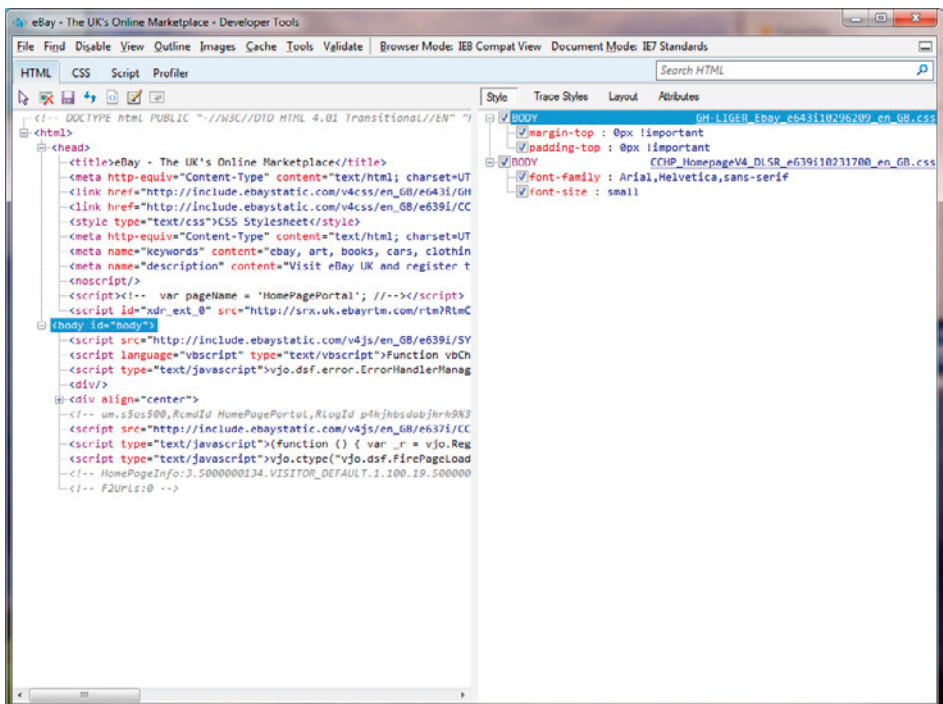 eBay - The UK's Online Marketplace - Developer Tools
File Find Disable View Outline Images Cache Tools Validate Browser Mode: IE8 Compat View Document Mode: IE7 Standards
HTML CSS Script Profiler Search HTML
Style Trace Styles Layout Attributes
<!-- DOCTYPE html PUBLIC "-//W3C//DTD HTML 4.01 Transitional//EN"
<html>
<head>
<title>eBay - The UK's Online Marketplace</title>
<meta http-equiv="Content-Type" content="text/html; charset=UT
<link href="http://include.ebaystatic.com/v4css/en_GB/e643i/GH
<link href="http://include.ebaystatic.com/v4css/en_GB/e639i/CC
<style type="text/css">CSS Stylesheet</style>
<meta http-equiv="Content-Type" content="text/html; charset=UT
<meta name="keywords" content="ebay, art, books, cars, clothin
<meta name="description" content="Visit eBay UK and register t
<noscript/>
<script><!-- var pageName = 'HomePagePortal'; //--></script>
<script id="xdr_ext_0" src="http://srx.uk.ebayrtm.com/rtm?RtmC
<body id="body">
<script src="http://include.ebaystatic.com/v4js/en_GB/e639i/SY
<script language="vbscript" type="text/vbscript">Function vbCh
<script type="text/javascript">vjo.dsf.error.ErrorHandlerManag
<div/>
<div align="center">
<!-- um.s5os500,RcmdId HomePagePortal,RLogId p4kjkbsdobjkrk9%3
<script src="http://include.ebaystatic.com/v4js/en_GB/e637i/CC
<script type="text/javascript">(function () { var _r = vjo.Reg
<script type="text/javascript">vjo.ctype("vjo.dsf.FirePageLoad
<!-- HomePageInfo:3.5000000134.VISITOR_DEFAULT.1.100.19.500000
<!-- F2Urls:0 -->
BODY GH-LIGER_Ebay_e643i10296209_en_GB.css
margin-top : 0px !important
padding-top : 0px !important
BODY CCHP_HomepageV4_DLSR_e639i10231700_en_GB.css
font-family : Arial,Helvetica,sans-serif
font-size : small